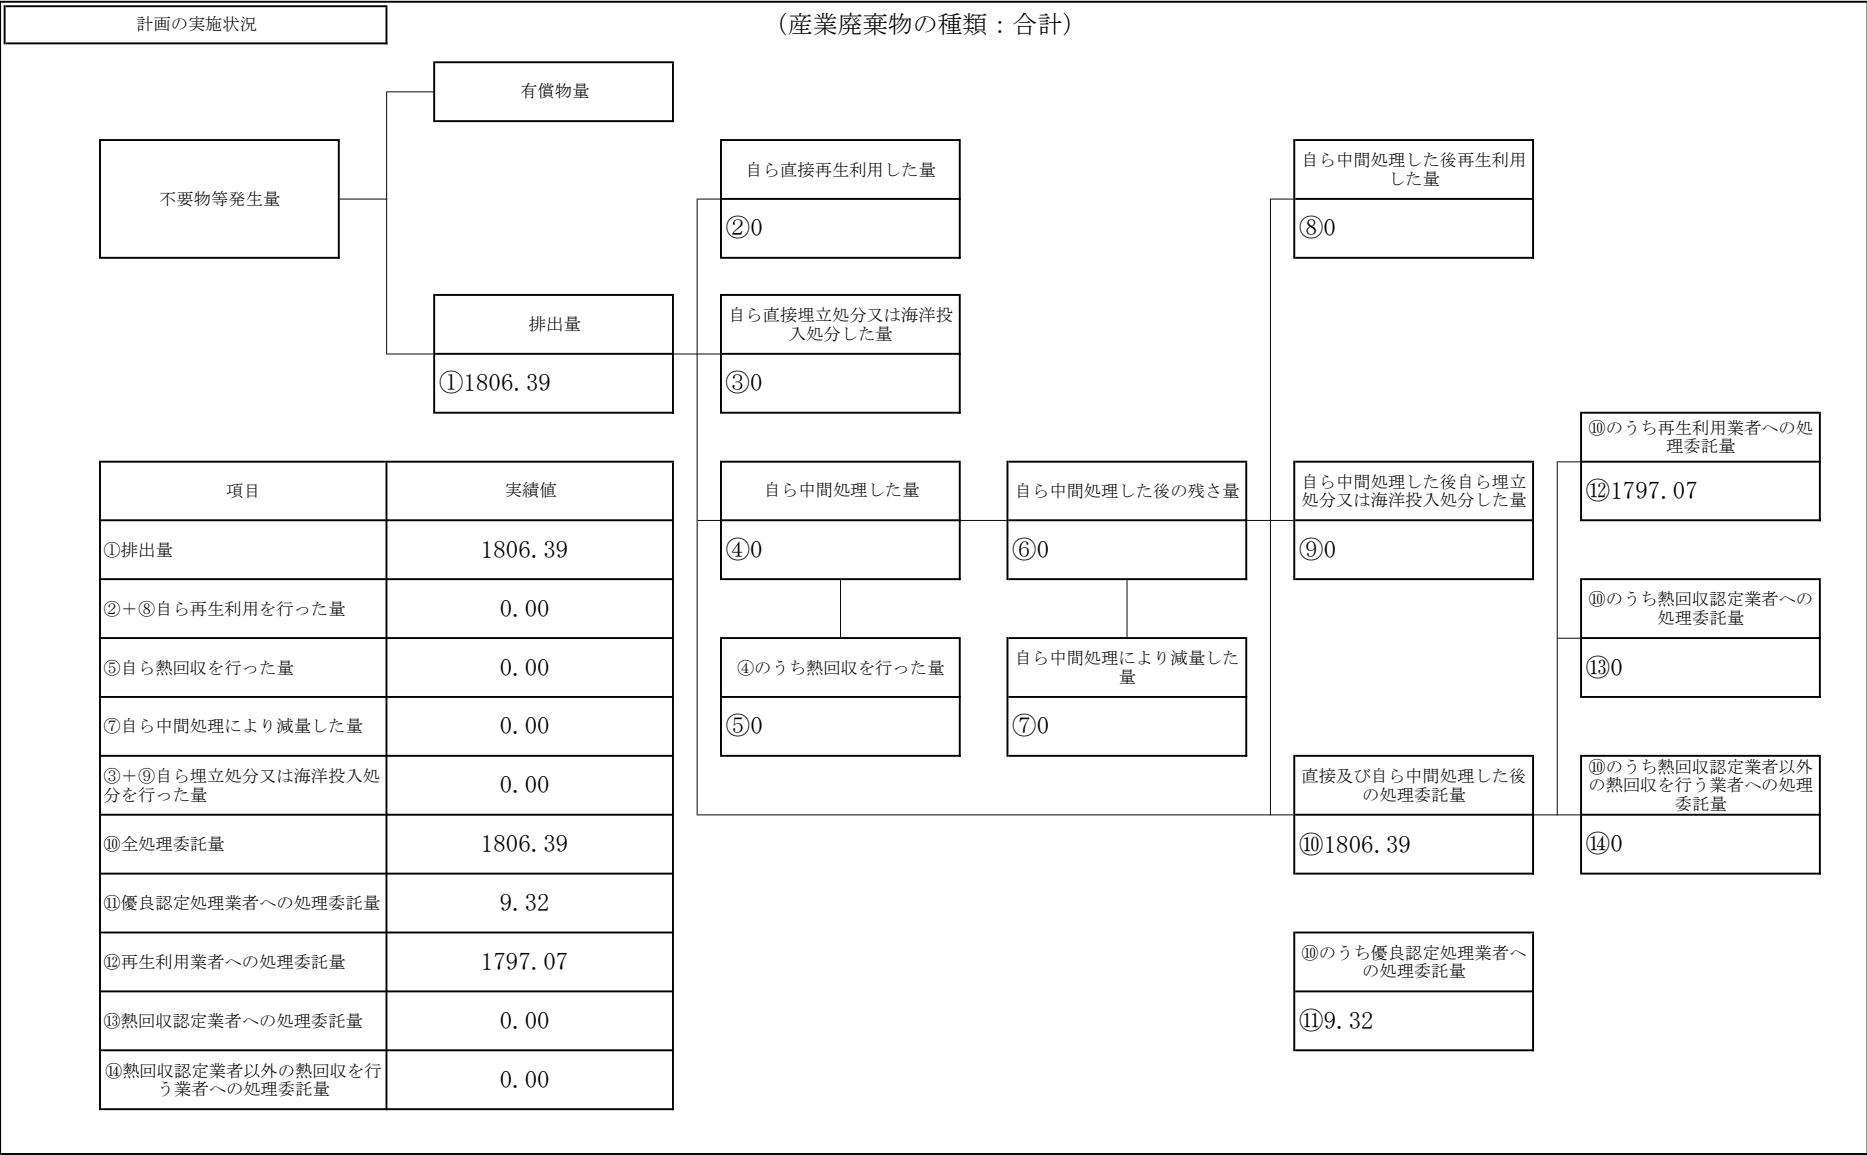 計画の実施状況
（産業廃棄物の種類：合計）
有償物量
不要物等発生量
自ら直接再生利用した量
②0
自ら中間処理した後再生利用
した量
⑧0
排出量
①1806.39
自ら直接埋立処分又は海洋投
入処分した量
③0
自ら中間処理した量
④0
自ら中間処理した後の残さ量
⑥0
自ら中間処理した後自ら埋立
処分又は海洋投入処分した量
⑨0
⑩のうち再生利用業者への処
理委託量
⑫1797.07
④のうち熱回収を行った量
⑤0
自ら中間処理により減量した
量
⑦0
⑩のうち熱回収認定業者への
処理委託量
⑬0
直接及び自ら中間処理した後
の処理委託量
⑩1806.39
⑩のうち熱回収認定業者以外
の熱回収を行う業者への処理
委託量
⑭0
⑩のうち優良認定処理業者へ
の処理委託量
⑪9.32
項目 実績値
①排出量 1806.39
②＋⑧自ら再生利用を行った量 0.00
⑤自ら熱回収を行った量 0.00
⑦自ら中間処理により減量した量 0.00
③＋⑨自ら埋立処分又は海洋投入処
分を行った量 0.00
⑩全処理委託量 1806.39
⑪優良認定処理業者への処理委託量 9.32
⑫再生利用業者への処理委託量 1797.07
⑬熱回収認定業者への処理委託量 0.00
⑭熱回収認定業者以外の熱回収を行
う業者への処理委託量 0.00